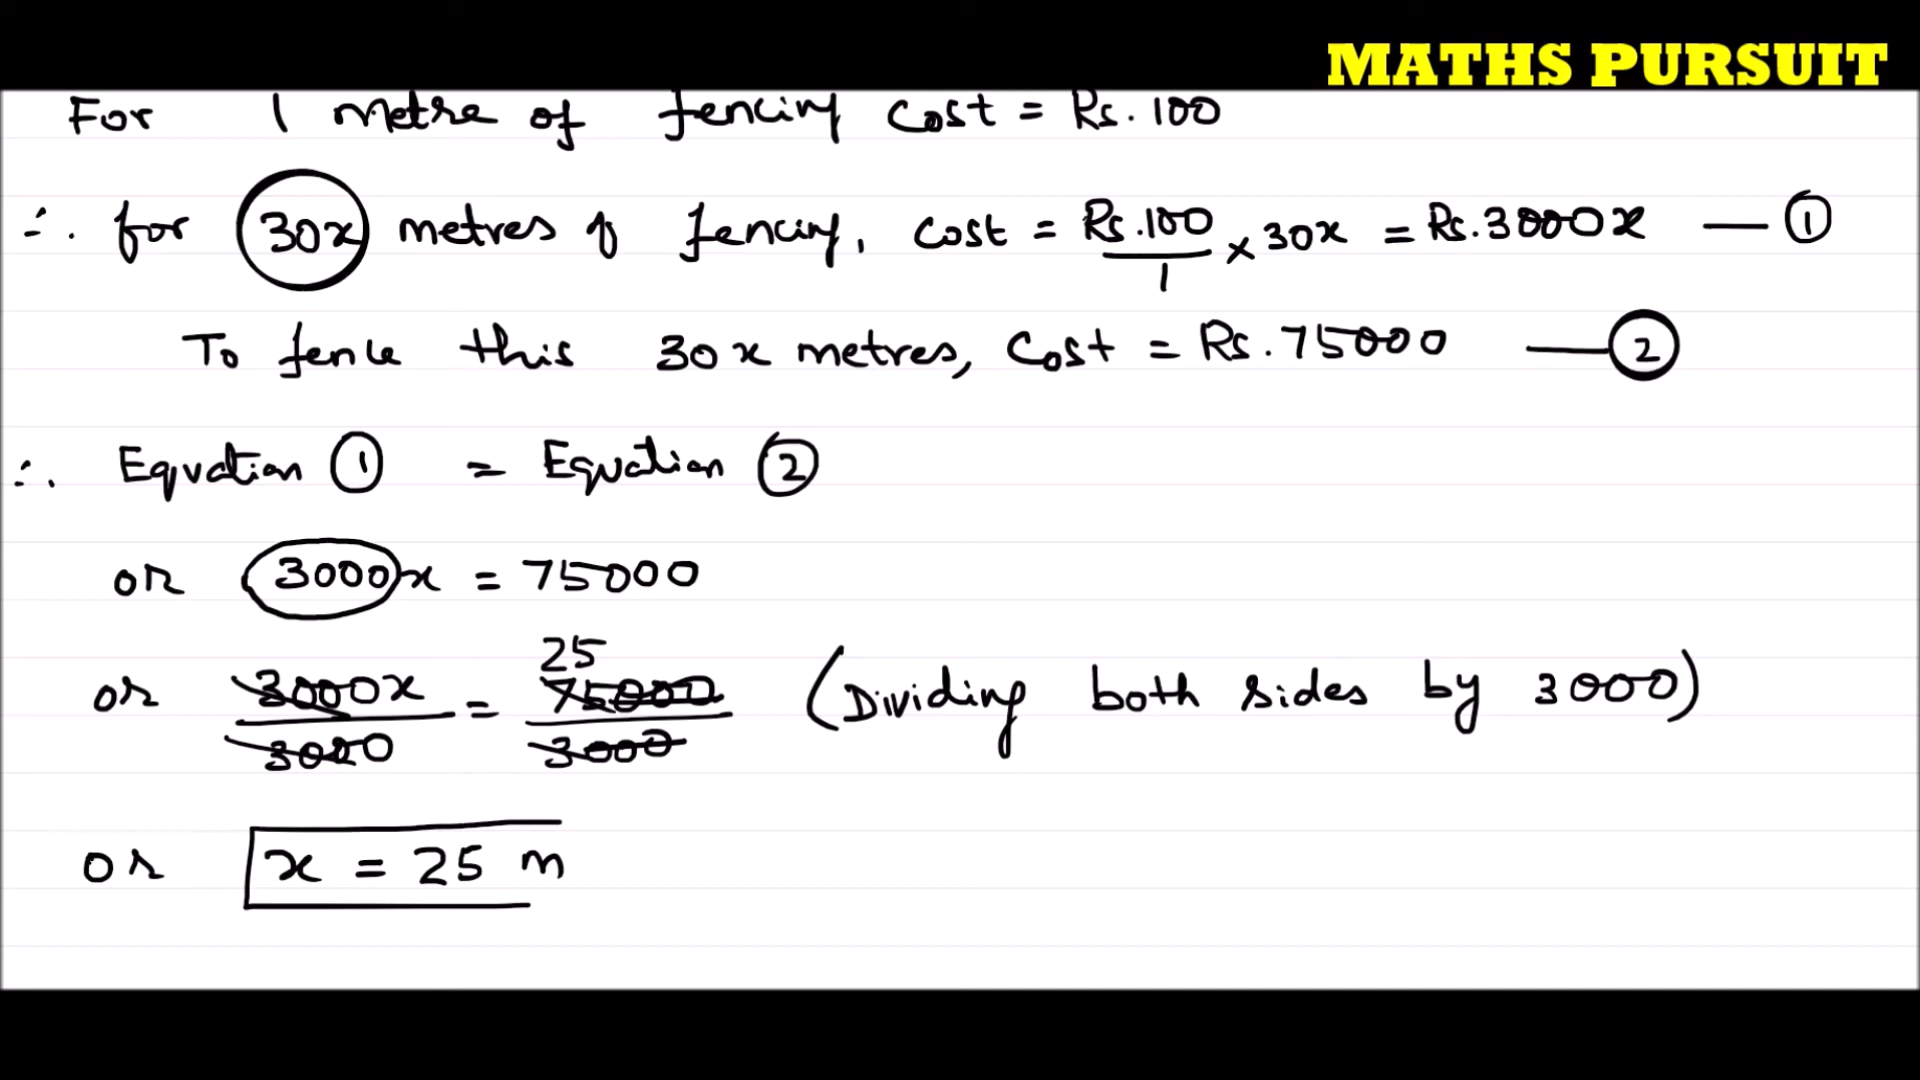 MATHS PURSUIT
For 1 metre of fencing cost = Rs.100
∴ for 30x metres of fencing, cost = Rs.100/1 × 30x = Rs.3000x — ①
To fence this 30x metres, cost = Rs.75000 — ②
∴ Equation ① = Equation ②
or 3000x = 75000
25
or 3000x/3000 = 75000/3000 (Dividing both sides by 3000)
or x = 25 m